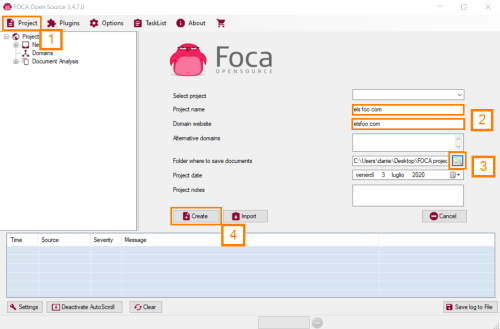 FOCA Open Source 3.4.7.0
Project Plugins Options TaskList About
1
Project
Ne
Domains
Document Analysis
Foca
OPENSOURCE
Select project
Project name els foo com
2
Domain website elsfoo.com
Alternative domains
Folder where to save documents C:\Users\danie\Desktop\FOCA projec
3
Project date venerdì 3 luglio 2020
Project notes
Create Import Cancel
4
Time Source Severity Message
Settings Deactivate AutoScroll Clear Save log to File